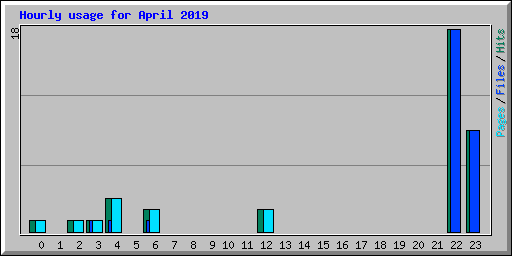 Hourly usage for April 2019
18
Pages/Files/Hits
0 1 2 3 4 5 6 7 8 9 10 11 12 13 14 15 16 17 18 19 20 21 22 23